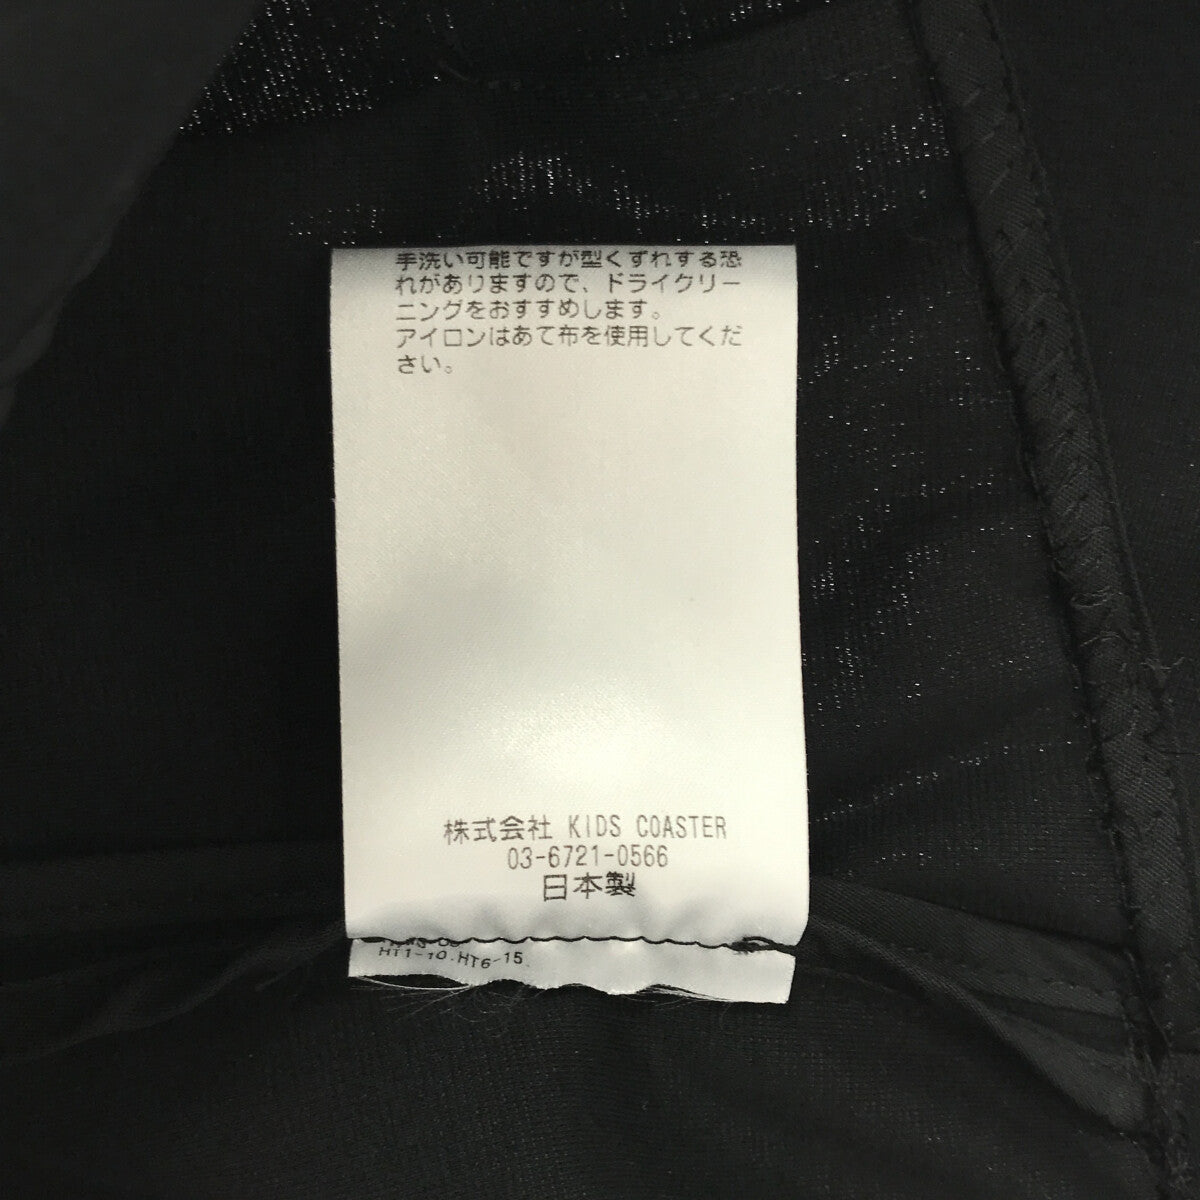 手洗い可能ですが型くずれする恐
れがありますので、ドライクリー
ニングをおすすめします。
アイロンはあて布を使用してくだ
さい。
株式会社 KIDS COASTER
03-6721-0566
日本製
HT1-10.HT6-15.